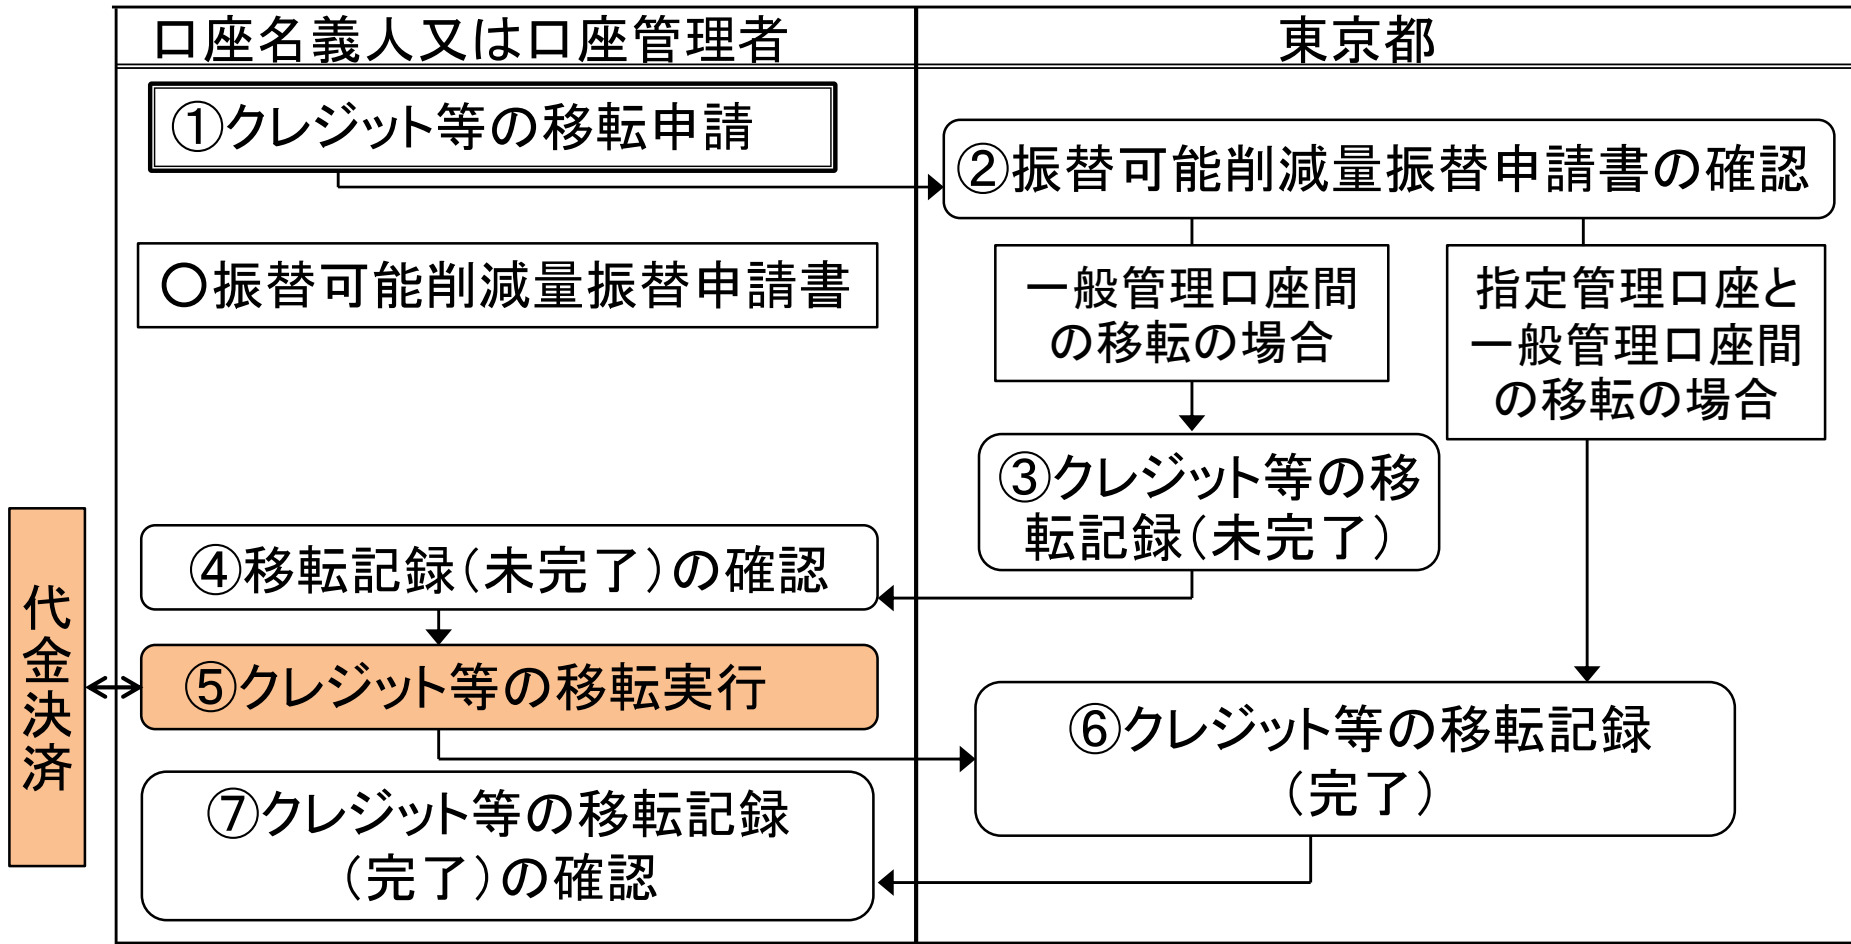 口座名義人又は口座管理者
東京都
①クレジット等の移転申請
②振替可能削減量振替申請書の確認
○振替可能削減量振替申請書
一般管理口座間
の移転の場合
指定管理口座と
一般管理口座間
の移転の場合
③クレジット等の移
転記録(未完了)
④移転記録(未完了)の確認
代金決済
⑤クレジット等の移転実行
⑥クレジット等の移転記録
(完了)
⑦クレジット等の移転記録
(完了)の確認